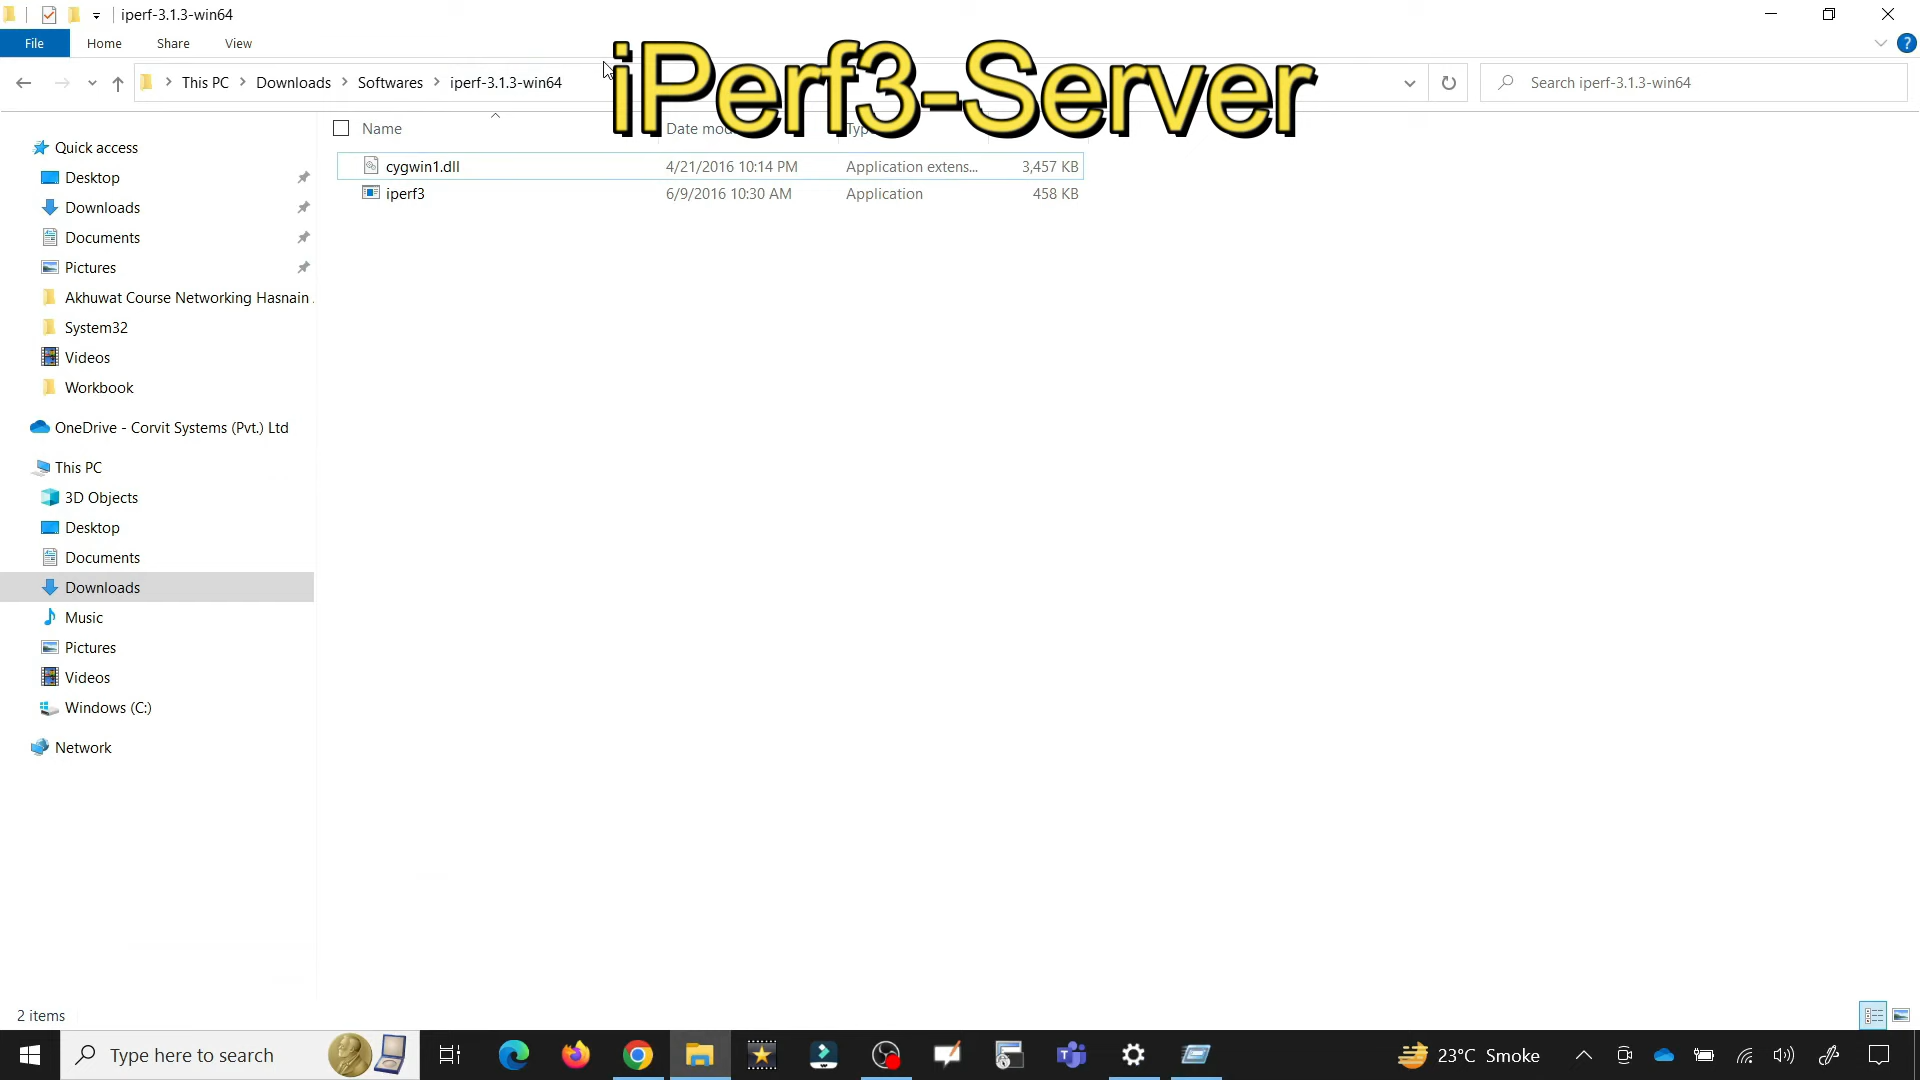 iperf-3.1.3-win64
File Home Share View
iPerf3-Server
This PC Downloads Softwares iperf-3.1.3-win64
Search iperf-3.1.3-win64
Name Date mod
cygwin1.dll 4/21/2016 10:14 PM Application extens... 3,457 KB
iperf3 6/9/2016 10:30 AM Application 458 KB
Quick access
Desktop
Downloads
Documents
Pictures
Akhuwat Course Networking Hasnain
System32
Videos
Workbook
OneDrive - Corvit Systems (Pvt.) Ltd
This PC
3D Objects
Desktop
Documents
Downloads
Music
Pictures
Videos
Windows (C:)
Network
2 items
Type here to search
23°C Smoke